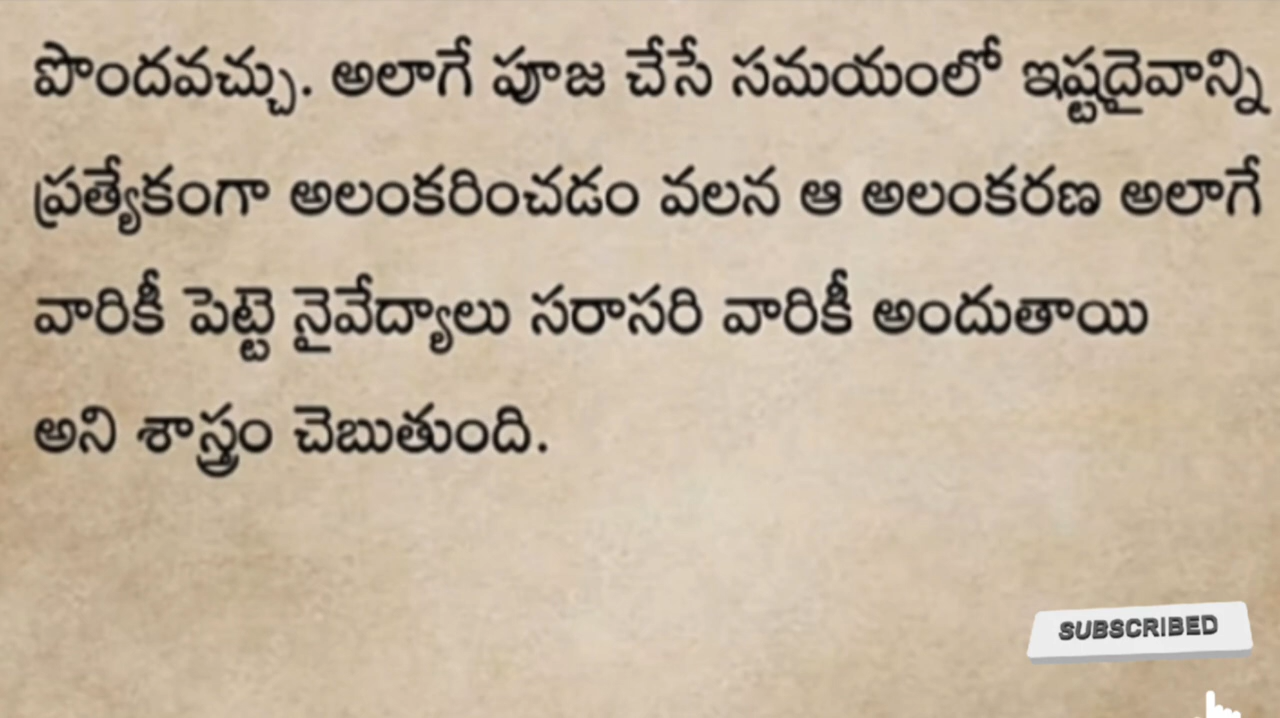 పొందవచ్చు. అలాగే పూజ చేసే సమయంలో ఇష్టదైవాన్ని
ప్రత్యేకంగా అలంకరించడం వలన ఆ అలంకరణ అలాగే
వారికీ పెట్టె నైవేద్యాలు సరాసరి వారికీ అందుతాయి
అని శాస్త్రం చెబుతుంది.
SUBSCRIBED